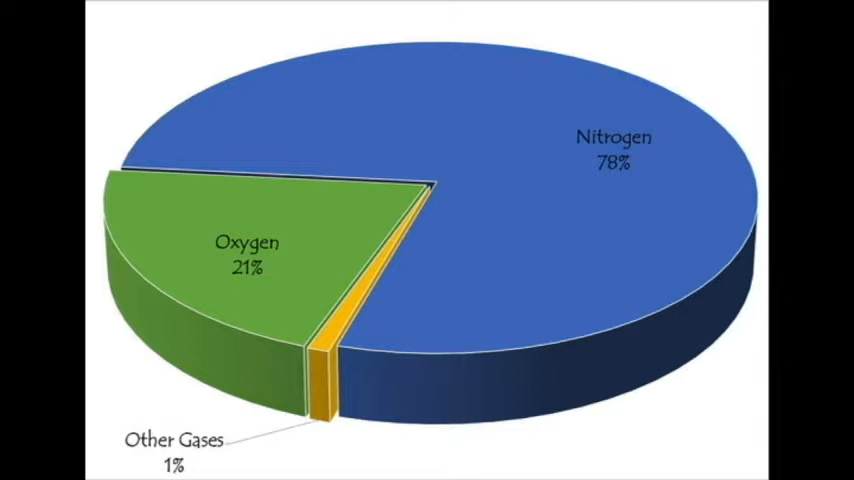 Nitrogen
78%
Oxygen
21%
Other Gases
1%